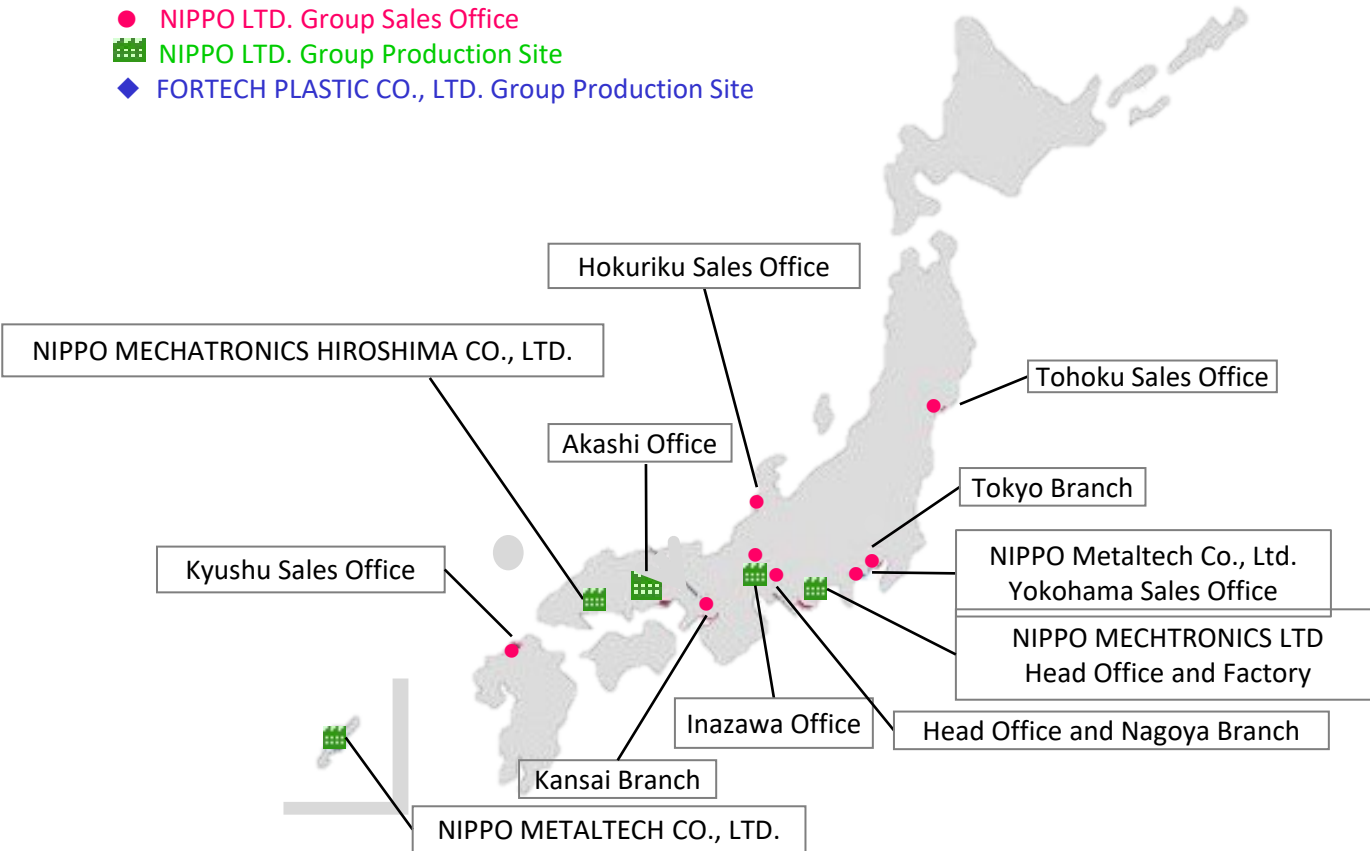 NIPPO LTD. Group Sales Office
NIPPO LTD. Group Production Site
FORTECH PLASTIC CO., LTD. Group Production Site
Hokuriku Sales Office
NIPPO MECHATRONICS HIROSHIMA CO., LTD.
Tohoku Sales Office
Akashi Office
Tokyo Branch
Kyushu Sales Office
NIPPO Metaltech Co., Ltd.
Yokohama Sales Office
NIPPO MECHTRONICS LTD
Head Office and Factory
Inazawa Office
Head Office and Nagoya Branch
Kansai Branch
NIPPO METALTECH CO., LTD.